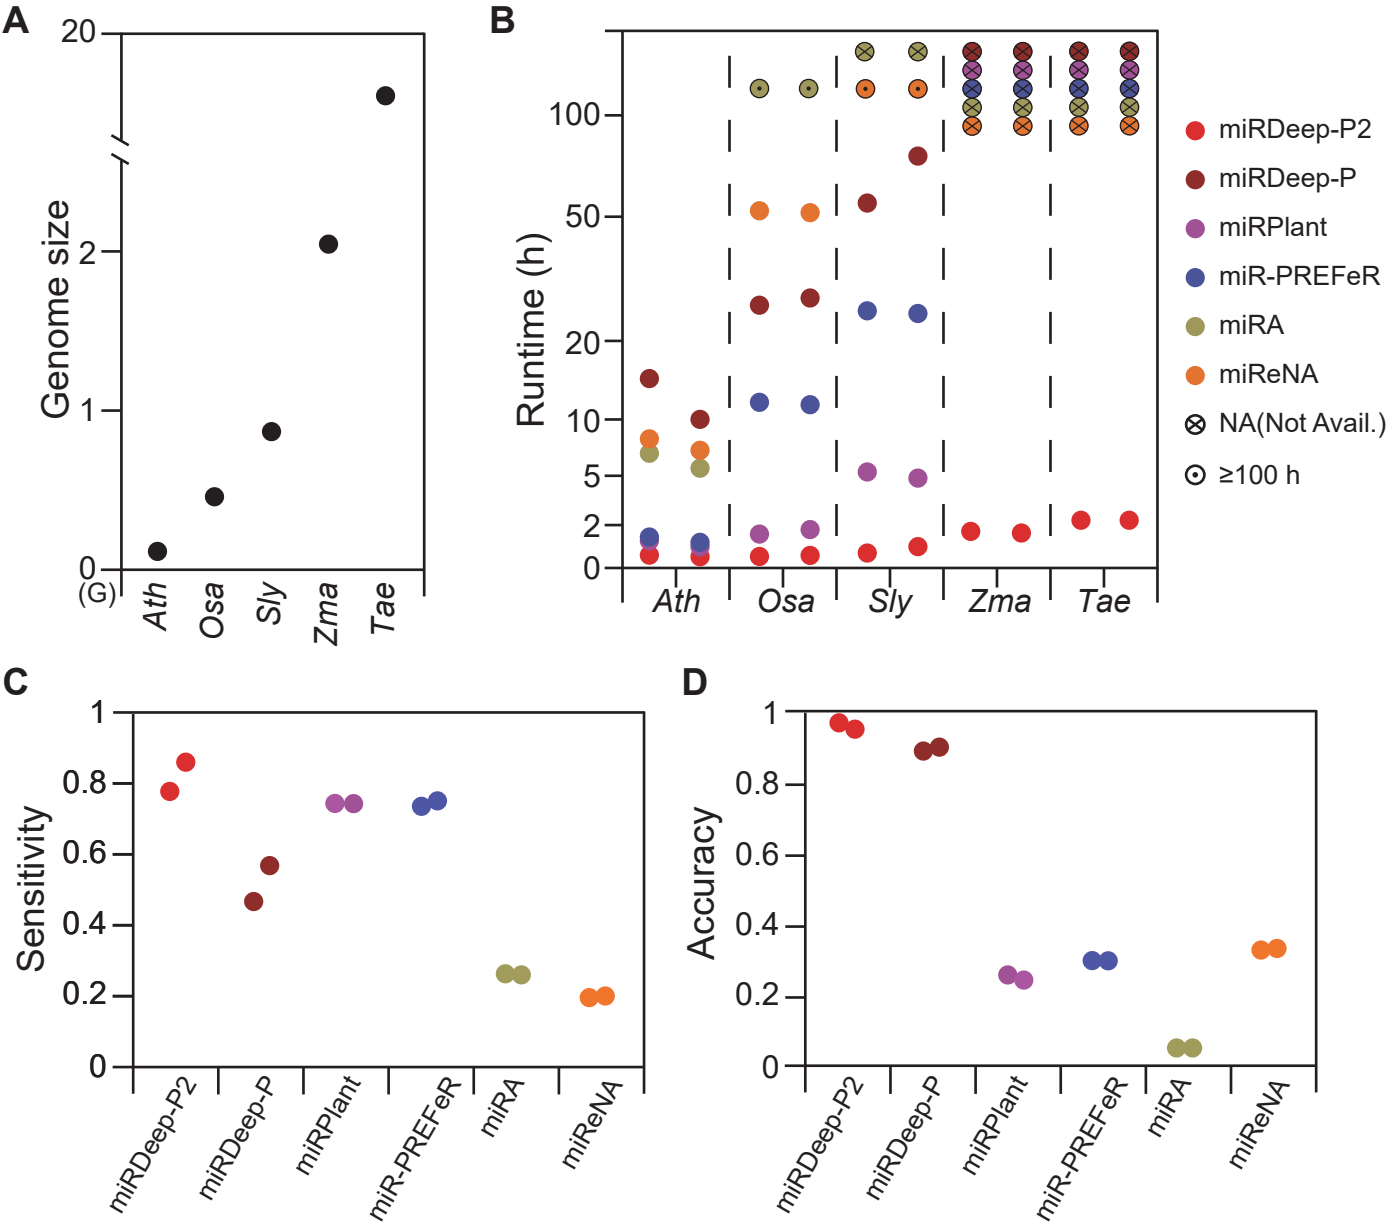 A
20
2
1
0
(G)
Genome size
Ath
Osa
Sly
Zma
Tae
B
100
50
20
10
5
2
0
Runtime (h)
Ath
Osa
Sly
Zma
Tae
miRDeep-P2
miRDeep-P
miRPlant
miR-PREFeR
miRA
miReNA
NA(Not Avail.)
≥100 h
C
1
0.8
0.6
0.4
0.2
0
Sensitivity
miRDeep-P2
miRDeep-P
miRPlant
miR-PREFeR
miRA
miReNA
D
1
0.8
0.6
0.4
0.2
0
Accuracy
miRDeep-P2
miRDeep-P
miRPlant
miR-PREFeR
miRA
miReNA